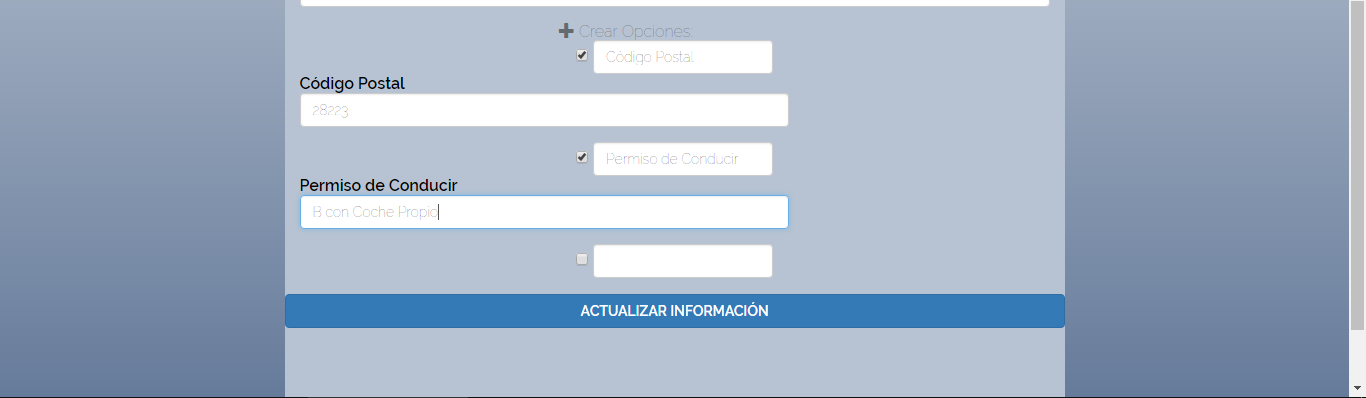 Crear Opciones:
Código Postal
Código Postal
28223
Permiso de Conducir
Permiso de Conducir
B con Coche Propio
ACTUALIZAR INFORMACIÓN